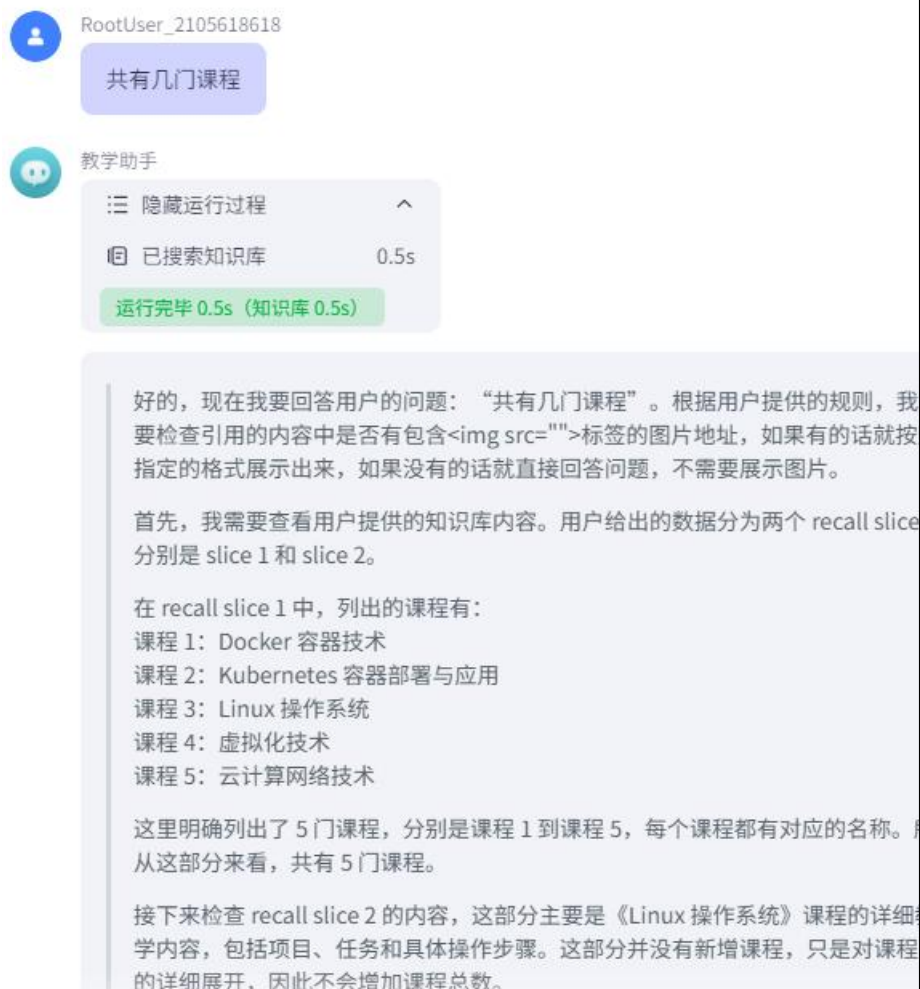 RootUser_2105618618
共有几门课程
教学助手
隐藏运行过程
已搜索知识库 0.5s
运行完毕 0.5s（知识库 0.5s）
好的，现在我要回答用户的问题：“共有几门课程”。根据用户提供的规则，我
要检查引用的内容中是否有包含<img src="">标签的图片地址，如果有的话就按
指定的格式展示出来，如果没有的话就直接回答问题，不需要展示图片。
首先，我需要查看用户提供的知识库内容。用户给出的数据分为两个 recall slice
分别是 slice 1 和 slice 2。
在 recall slice 1 中，列出的课程有：
课程 1：Docker 容器技术
课程 2：Kubernetes 容器部署与应用
课程 3：Linux 操作系统
课程 4：虚拟化技术
课程 5：云计算网络技术
这里明确列出了 5 门课程，分别是课程 1 到课程 5，每个课程都有对应的名称。
从这部分来看，共有 5 门课程。
接下来检查 recall slice 2 的内容，这部分主要是《Linux 操作系统》课程的详细
学内容，包括项目、任务和具体操作步骤。这部分并没有新增课程，只是对课程
的详细展开，因此不会增加课程总数。